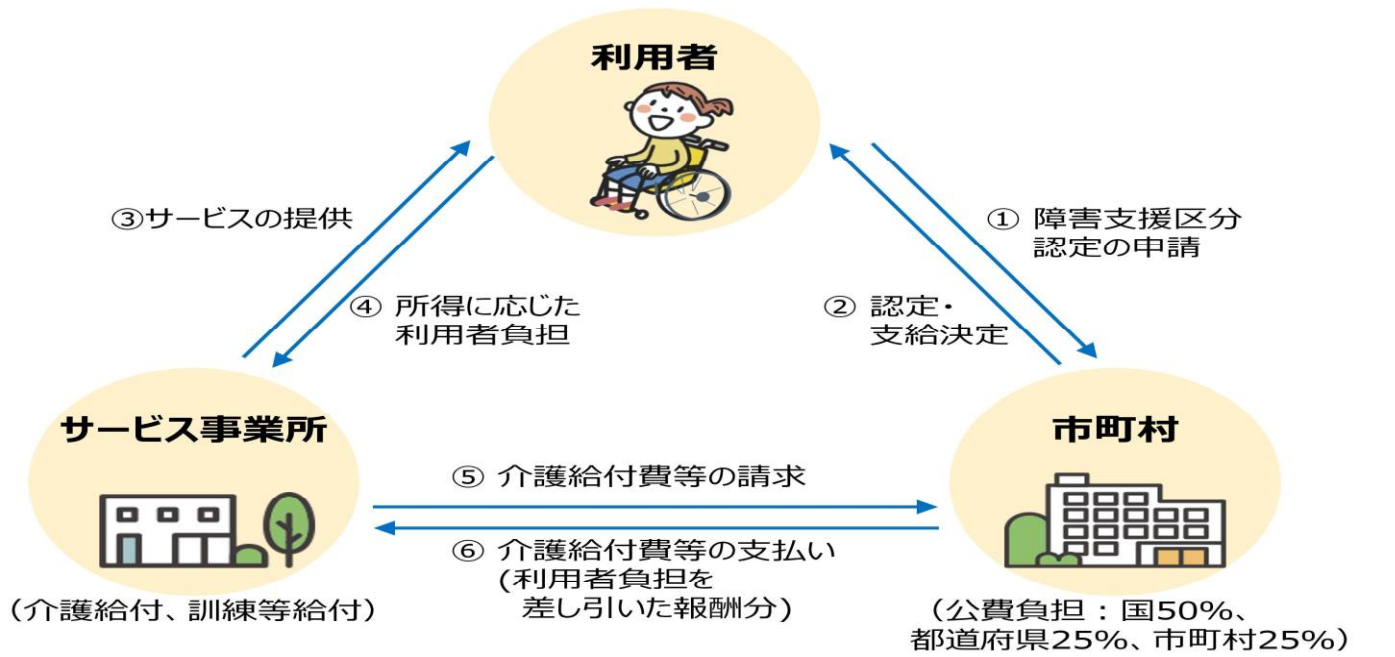 利用者
③サービスの提供
① 障害支援区分
認定の申請
④ 所得に応じた
利用者負担
② 認定・
支給決定
サービス事業所
市町村
⑤ 介護給付費等の請求
⑥ 介護給付費等の支払い
(利用者負担を
差し引いた報酬分)
(介護給付、訓練等給付)
(公費負担：国50%、
都道府県25%、市町村25%)